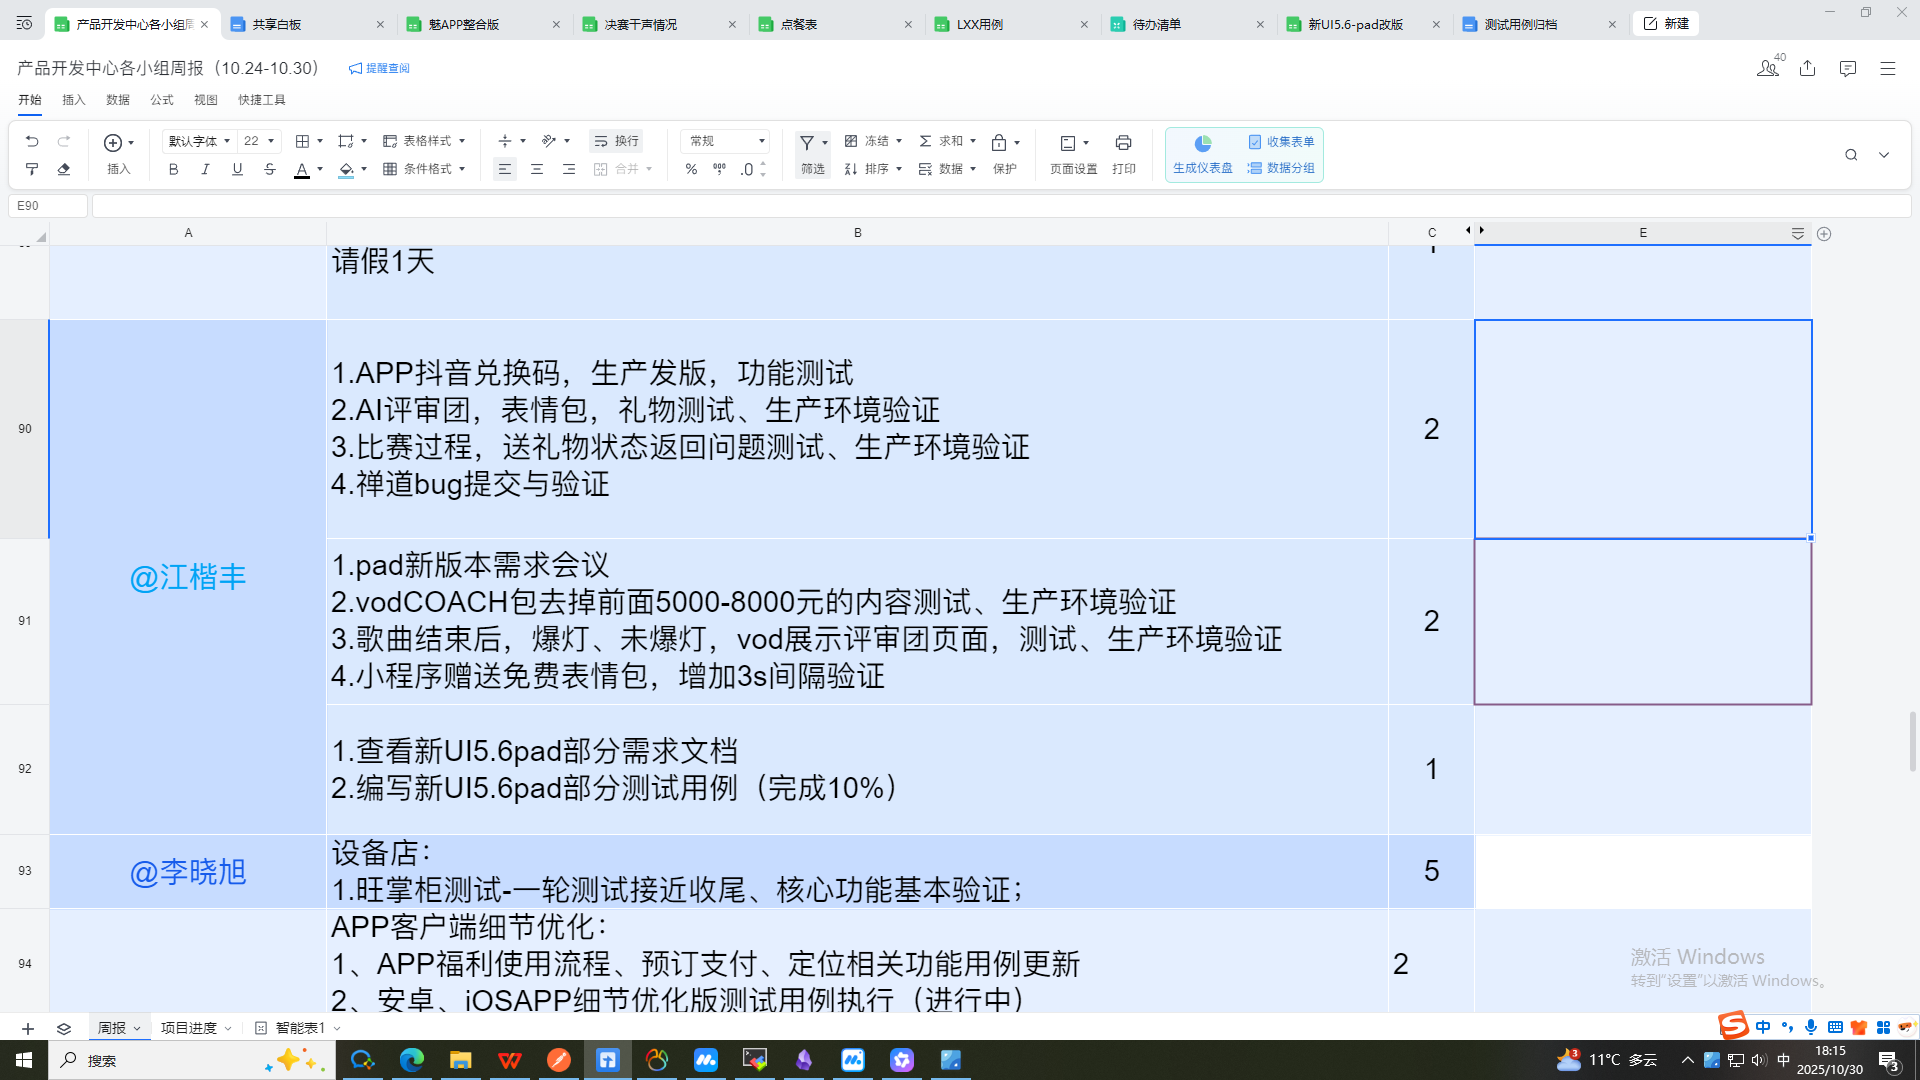 产品开发中心各小组周
共享白板
魅APP整合版
决赛干声情况
点餐表
LXX用例
待办清单
新UI5.6-pad改版
测试用例归档
新建
产品开发中心各小组周报（10.24-10.30）
提醒查阅
40
开始
插入
数据
公式
视图
快捷工具
默认字体
22
表格样式
换行
常规
冻结
求和
收集表单
插入
B
I
U
S
A
条件格式
合并
%
.0
筛选
排序
数据
保护
页面设置
打印
生成仪表盘
数据分组
E90
A
B
C
E
请假1天
90
1.APP抖音兑换码，生产发版，功能测试
2.AI评审团，表情包，礼物测试、生产环境验证
3.比赛过程，送礼物状态返回问题测试、生产环境验证
4.禅道bug提交与验证
2
@江楷丰
91
1.pad新版本需求会议
2.vodCOACH包去掉前面5000-8000元的内容测试、生产环境验证
3.歌曲结束后，爆灯、未爆灯，vod展示评审团页面，测试、生产环境验证
4.小程序赠送免费表情包，增加3s间隔验证
2
92
1.查看新UI5.6pad部分需求文档
2.编写新UI5.6pad部分测试用例（完成10%）
1
93
@李晓旭
设备店：
1.旺掌柜测试-一轮测试接近收尾、核心功能基本验证；
5
94
APP客户端细节优化：
1、APP福利使用流程、预订支付、定位相关功能用例更新
2、安卓、iOSAPP细节优化版测试用例执行（进行中）
2
激活 Windows
转到“设置”以激活 Windows。
周报
项目进度
智能表1
中
搜索
3
11°C 多云
中
18:15
2025/10/30
3